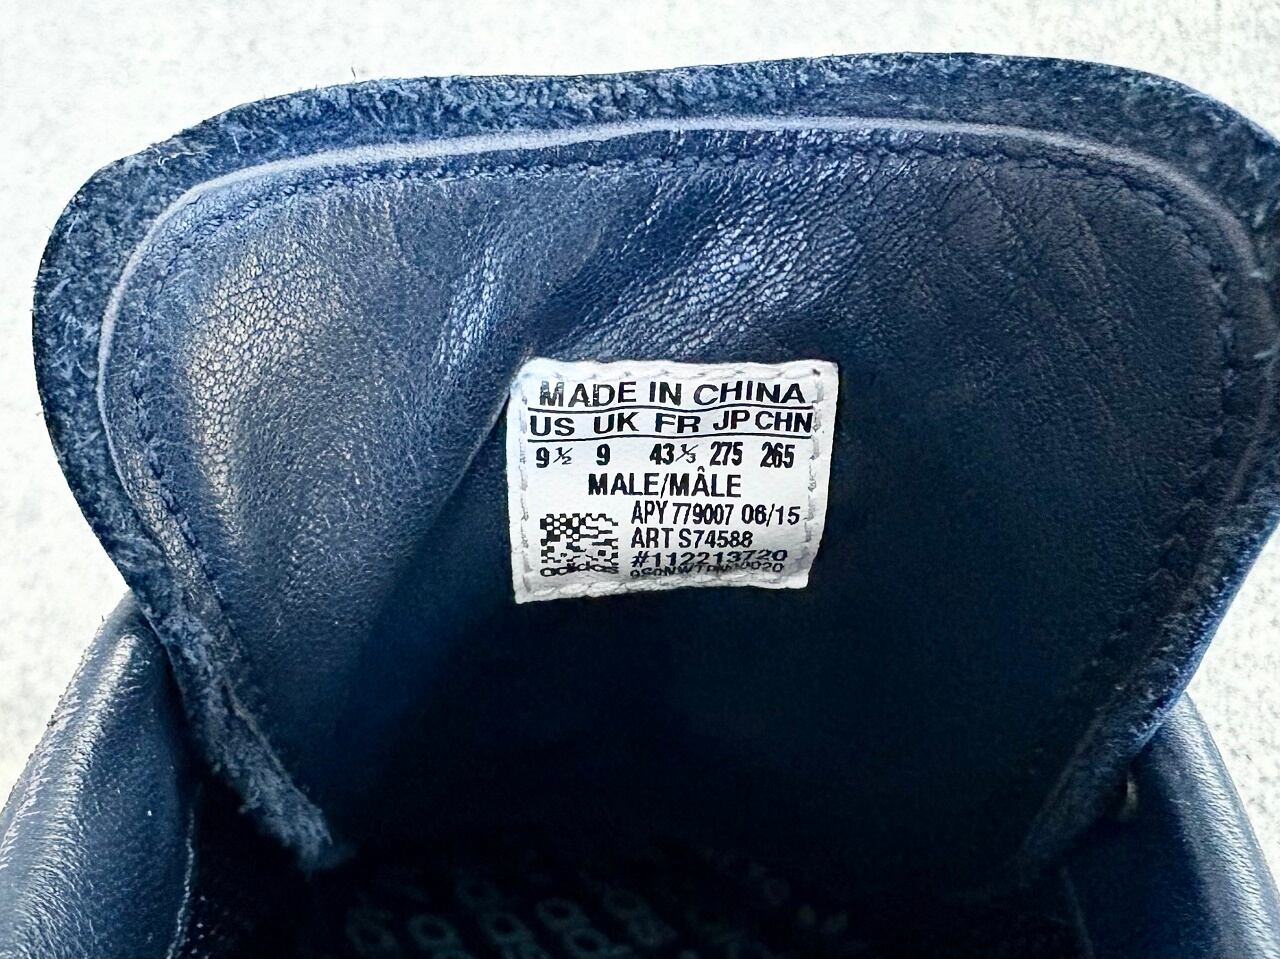 MADE IN CHINA
US UK FR JP CHN
9½ 9 43⅓ 275 265
MALE/MÂLE
APY 779007 06/15
ART S74588
#112213720
adidas